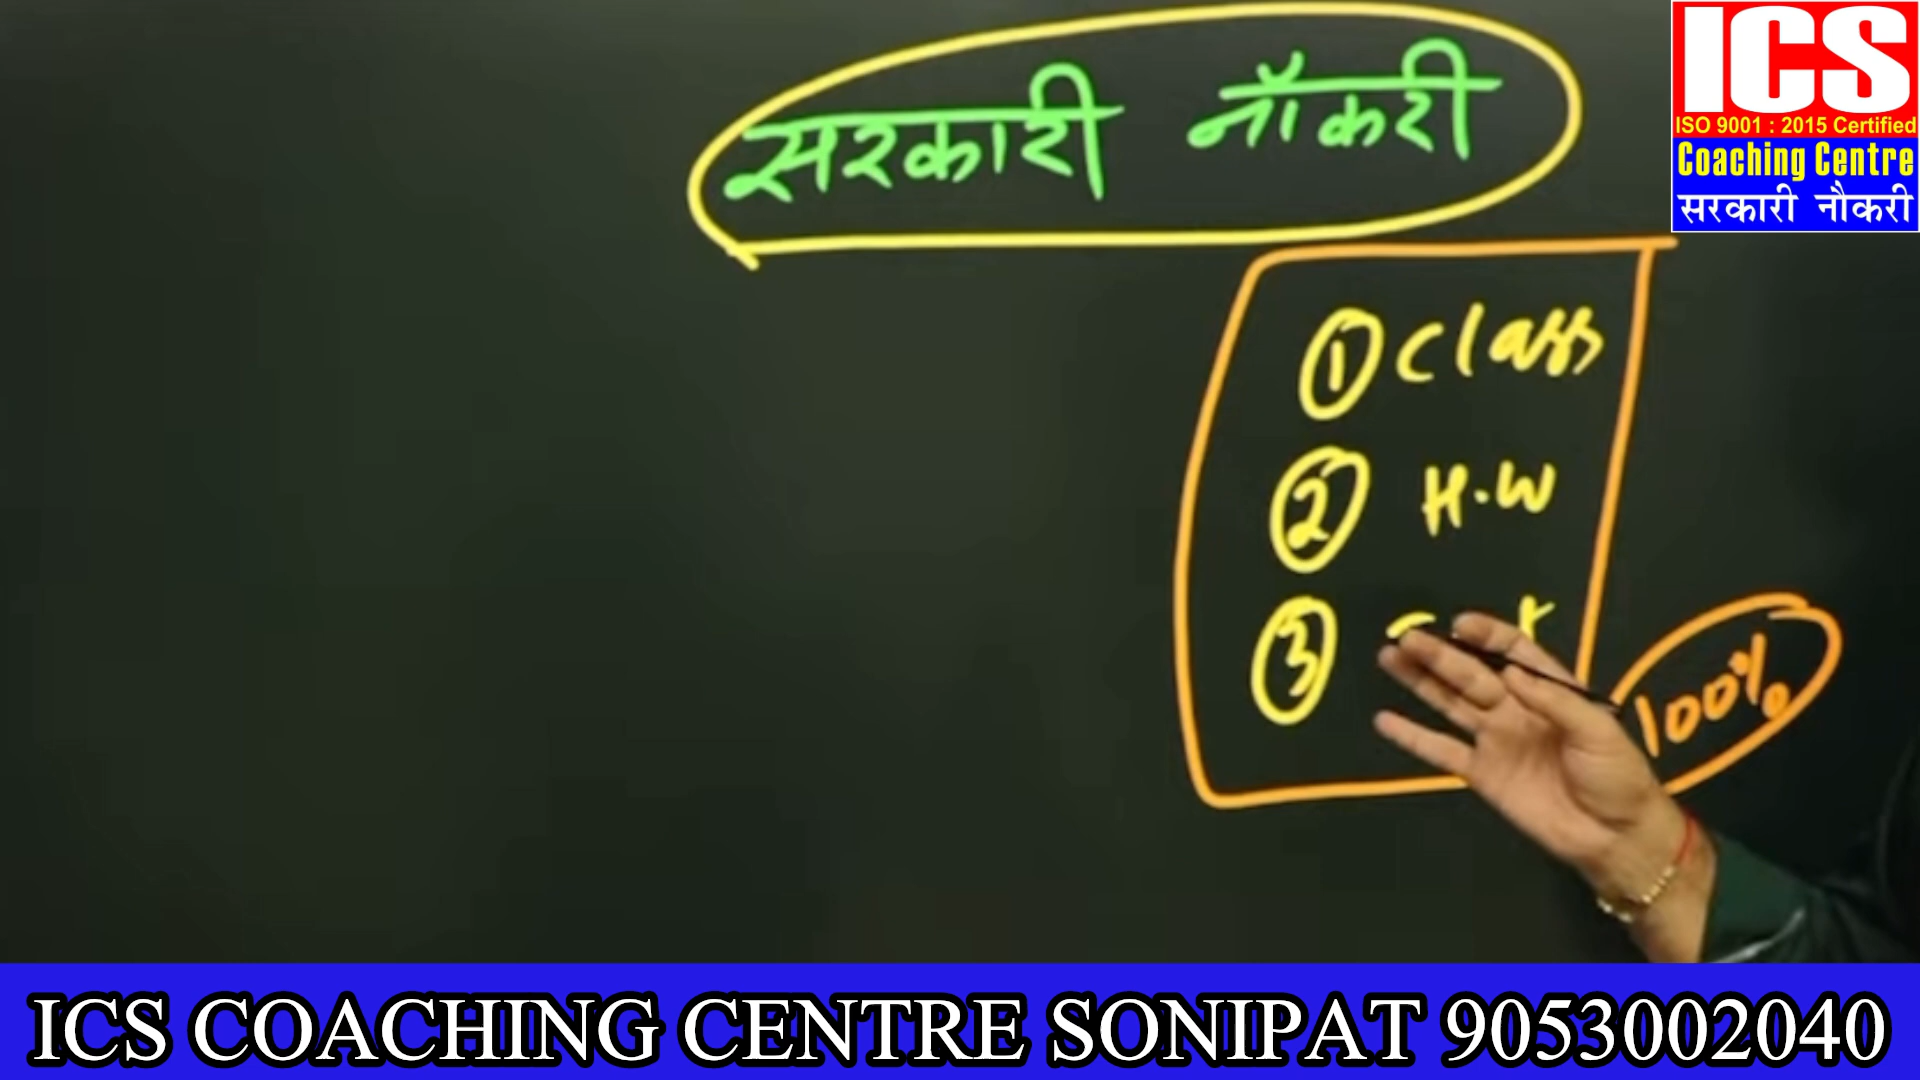 सरकारी नौकरी
① Class
② H.W
③
100%
ICS
ISO 9001 : 2015 Certified
Coaching Centre
सरकारी नौकरी
ICS COACHING CENTRE SONIPAT 9053002040